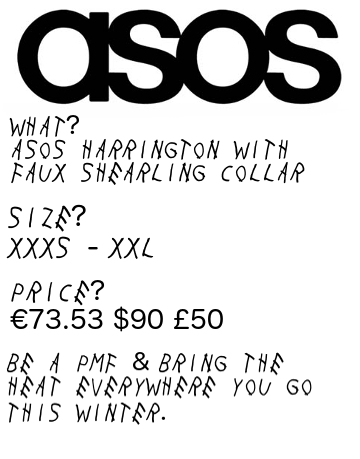 asos
WHAT?
ASOS HARRINGTON WITH
FAUX SHEARLING COLLAR
SIZE?
XXXS - XXL
PRICE?
€73.53 $90 £50
BE A PMF & BRING THE
HEAT EVERYWHERE YOU GO
THIS WINTER.